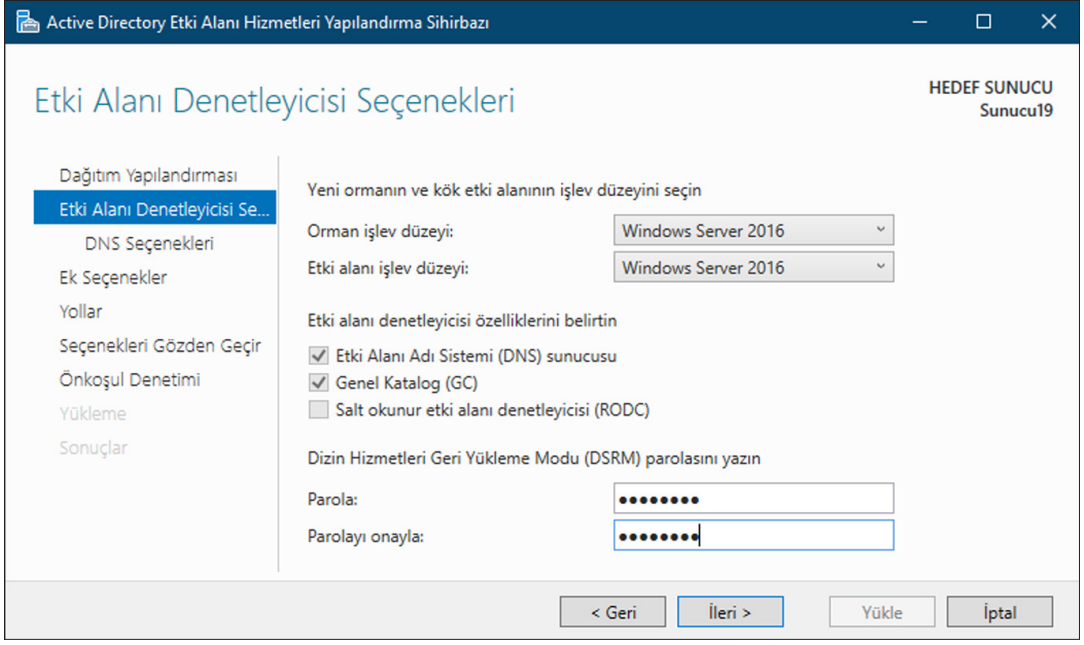 Active Directory Etki Alanı Hizmetleri Yapılandırma Sihirbazı
Etki Alanı Denetleyicisi Seçenekleri
HEDEF SUNUCU
Sunucu19
Dağıtım Yapılandırması
Etki Alanı Denetleyicisi Se...
DNS Seçenekleri
Ek Seçenekler
Yollar
Seçenekleri Gözden Geçir
Önkoşul Denetimi
Yükleme
Sonuçlar
Yeni ormanın ve kök etki alanının işlev düzeyini seçin
Orman işlev düzeyi: Windows Server 2016
Etki alanı işlev düzeyi: Windows Server 2016
Etki alanı denetleyicisi özelliklerini belirtin
Etki Alanı Adı Sistemi (DNS) sunucusu
Genel Katalog (GC)
Salt okunur etki alanı denetleyicisi (RODC)
Dizin Hizmetleri Geri Yükleme Modu (DSRM) parolasını yazın
Parola: ●●●●●●●●
Parolayı onayla: ●●●●●●●●
< Geri İleri > Yükle İptal